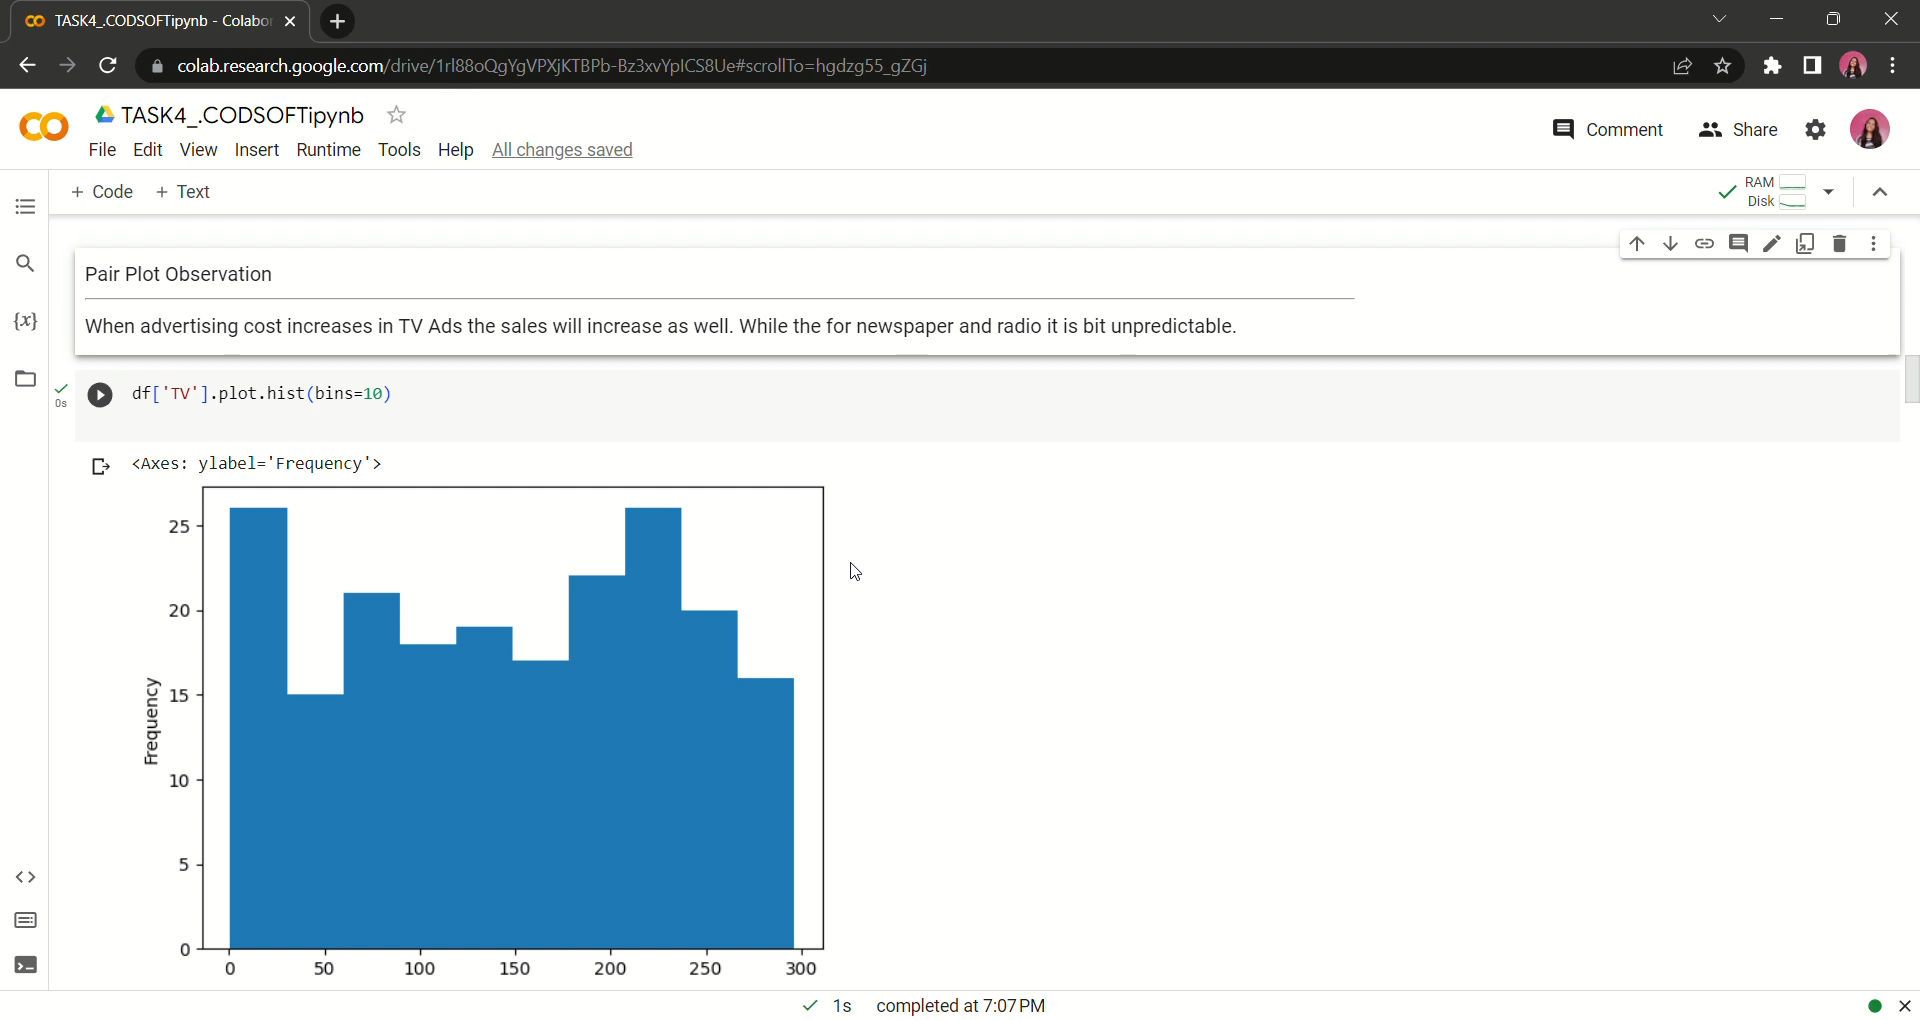 TASK4_.CODSOFTipynb - Colabor
colab.research.google.com/drive/1rl88oQgYgVPXjKTBPb-Bz3xvYpICS8Ue#scrollTo=hgdzg55_gZGj
TASK4_.CODSOFTipynb
Comment
Share
File Edit View Insert Runtime Tools Help All changes saved
+ Code + Text
RAM
Disk
Pair Plot Observation
When advertising cost increases in TV Ads the sales will increase as well. While the for newspaper and radio it is bit unpredictable.
{x}
0s
df['TV'].plot.hist(bins=10)
<Axes: ylabel='Frequency'>
25
20
15
10
5
0
Frequency
0 50 100 150 200 250 300
1s completed at 7:07 PM